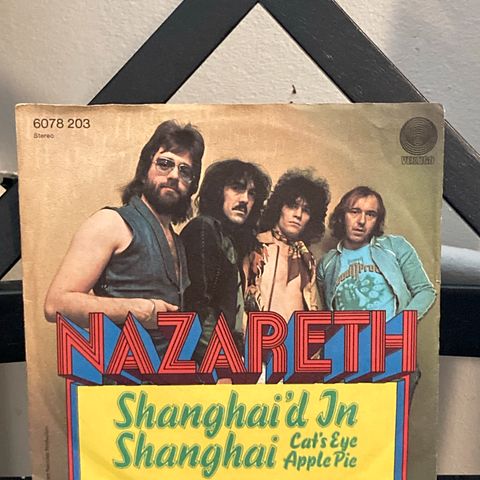 6078 203
Stereo
VERTIGO
NAZARETH
Shanghai'd In
Shanghai Cat's Eye
Apple Pie